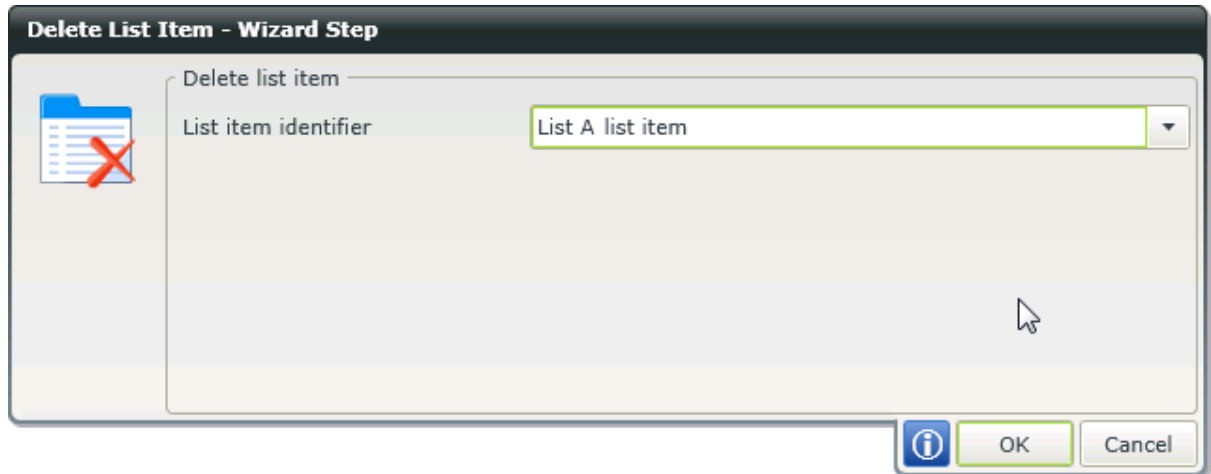 Delete List Item - Wizard Step
Delete list item
List item identifier
List A list item
OK
Cancel